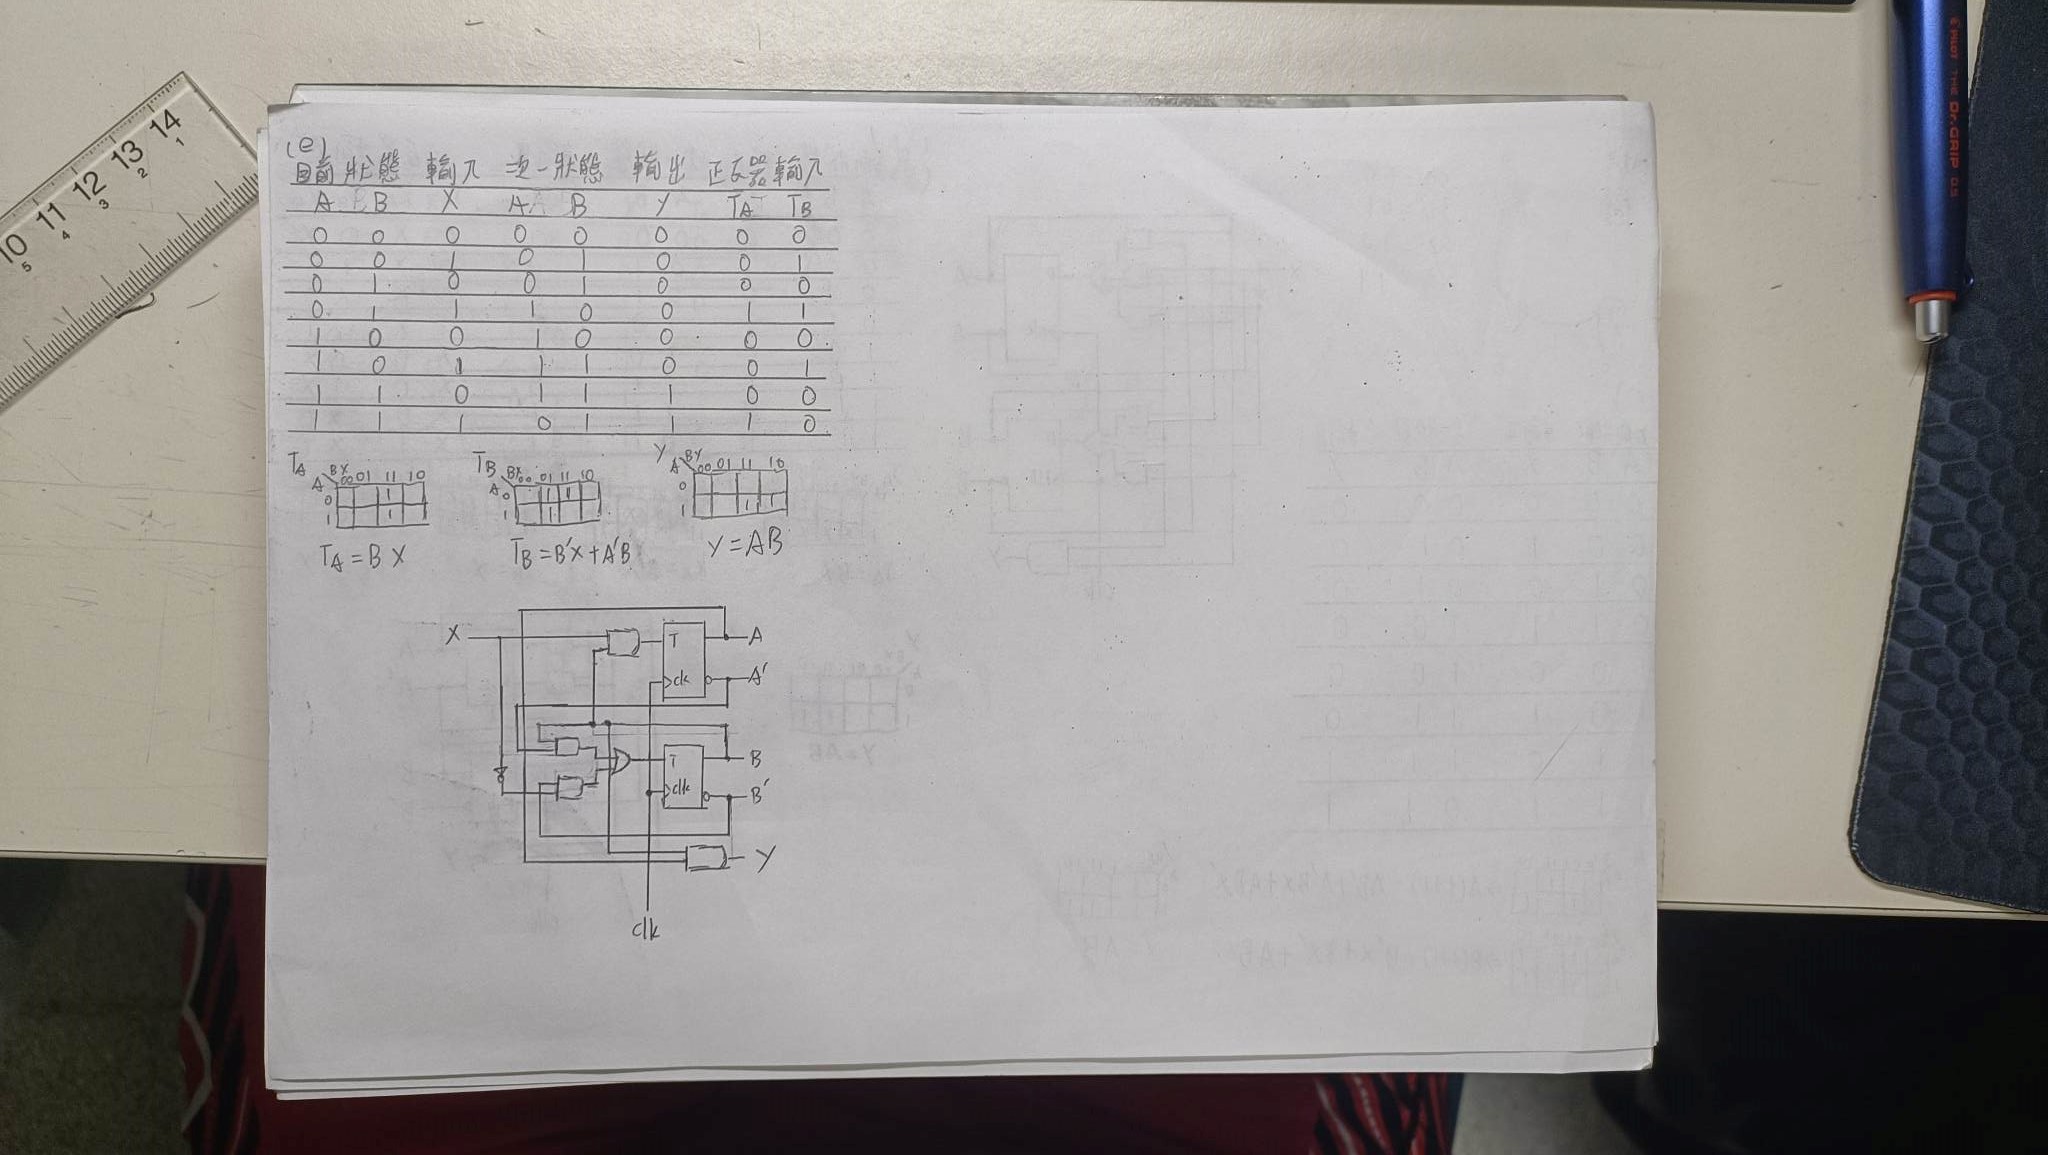 (e)
目前狀態 輸入 次一狀態 輸出 正反器輸入
A B X A B Y TA TB
0 0 0 0 0 0 0 0
0 0 1 0 1 0 0 1
0 1 0 0 1 0 0 0
0 1 1 1 0 0 1 1
1 0 0 1 0 0 0 0
1 0 1 1 1 0 0 1
1 1 0 1 1 1 0 0
1 1 1 0 1 1 1 0
TA TB Y
A BX 00 01 11 10 A BX 00 01 11 10 A BX 00 01 11 10
0 1 0 1 1 0
1 1 1 1 1 1 1
TA = BX TB = B'X + A'B Y = AB
X T A
clk A'
T B
clk B'
Y
clk
10 11 12 13 14
5 4 3 2 1
PILOT THE Dr.GRIP 0.5